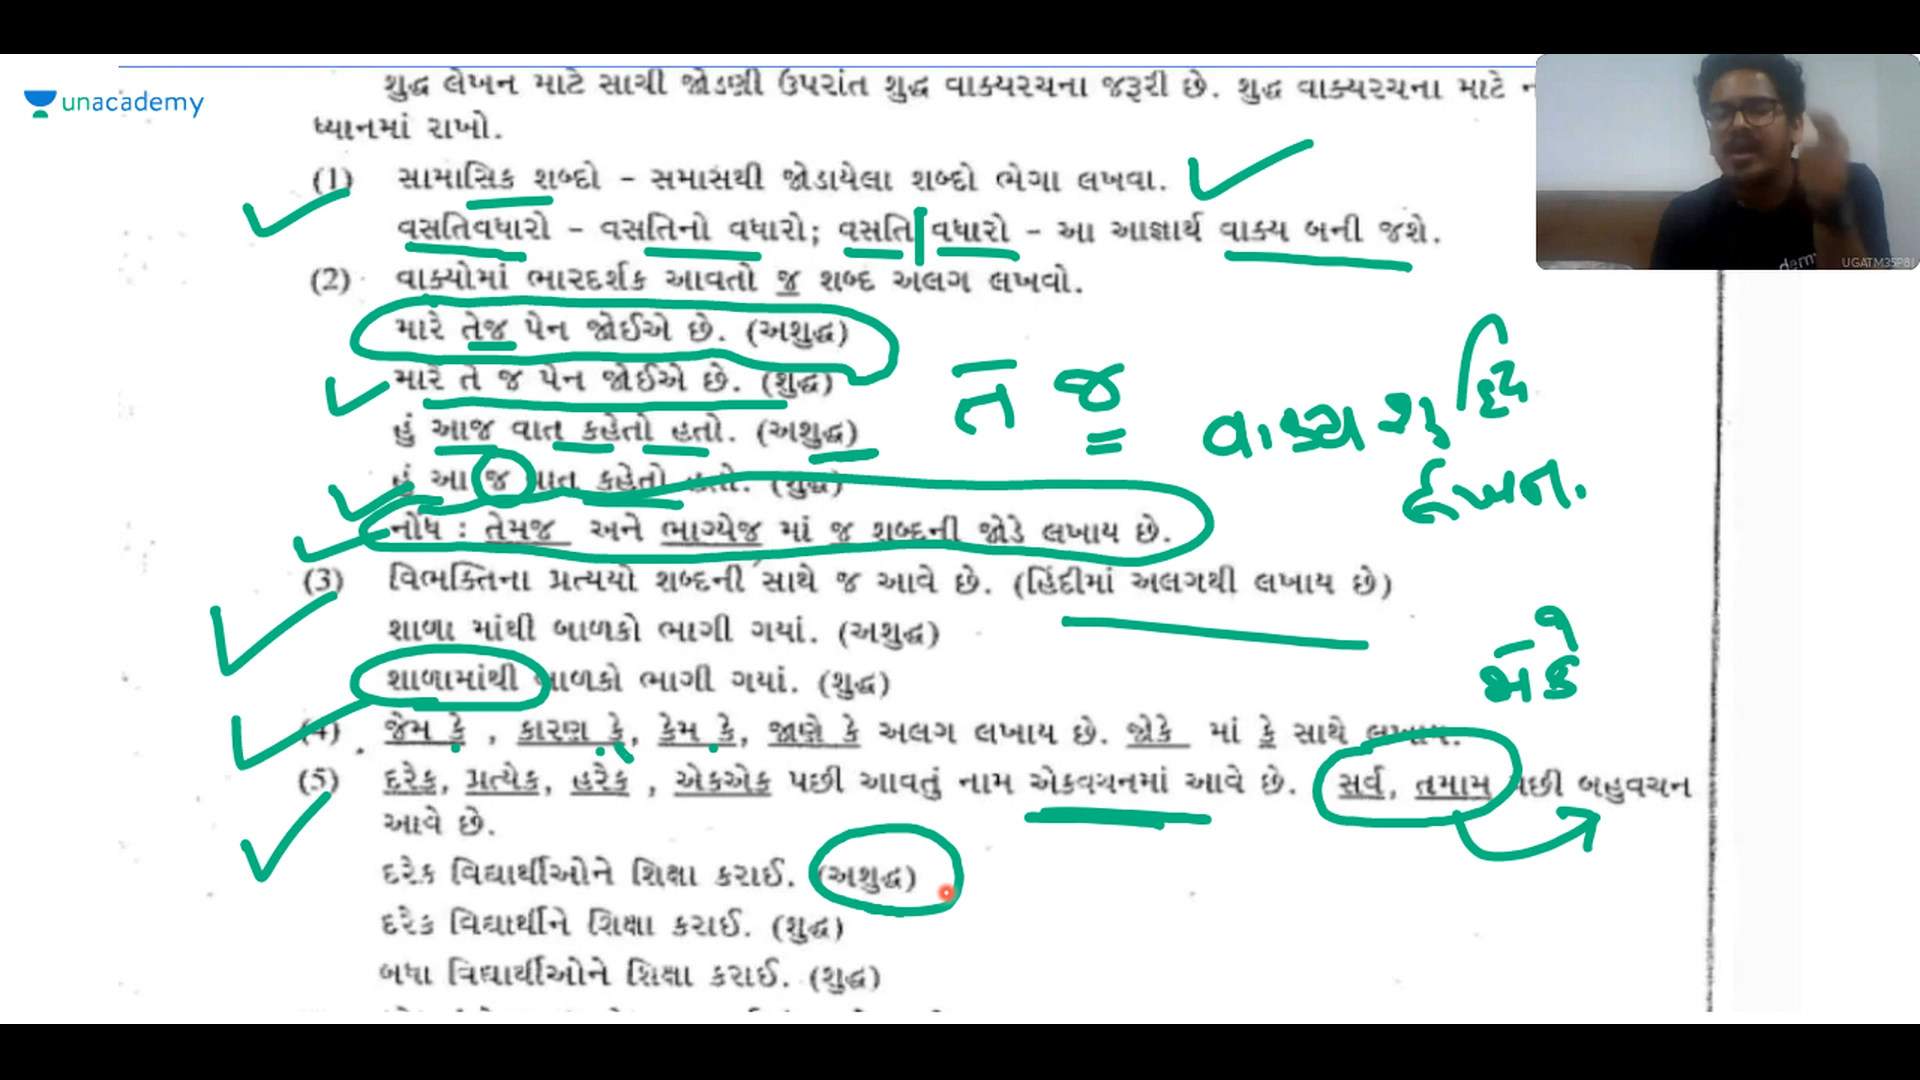 unacademy
શુદ્ધ લેખન માટે સાચી જોડણી ઉપરાંત શુદ્ધ વાક્યરચના જરૂરી છે. શુદ્ધ વાક્યરચના માટે
ધ્યાનમાં રાખો.
(1) સામાસિક શબ્દો - સમાસથી જોડાયેલા શબ્દો ભેગા લખવા.
વસતિવધારો - વસતિનો વધારો; વસતિ વધારો - આ આજ્ઞાર્થ વાક્ય બની જશે.
(2) વાક્યોમાં ભારદર્શક આવતો જ શબ્દ અલગ લખવો.
મારે તેજ પેન જોઈએ છે. (અશુદ્ધ)
મારે તે જ પેન જોઈએ છે. (શુદ્ધ)
હું આજ વાત કહેતો હતો. (અશુદ્ધ)
હું આ જ વાત કહેતો હતો. (શુદ્ધ)
નોંધ : તેમજ અને ભાગ્યેજ માં જ શબ્દની જોડે લખાય છે.
(3) વિભક્તિના પ્રત્યયો શબ્દની સાથે જ આવે છે. (હિંદીમાં અલગથી લખાય છે)
શાળા માંથી બાળકો ભાગી ગયાં. (અશુદ્ધ)
શાળામાંથી બાળકો ભાગી ગયાં. (શુદ્ધ)
(4) જેમ કે , કારણ કે, કેમ કે, જાણે કે અલગ લખાય છે. જોકે માં કે સાથે લખાય.
(5) દરેક, પ્રત્યેક, હરેક , એકએક પછી આવતું નામ એકવચનમાં આવે છે. સર્વ, તમામ પછી બહુવચન
આવે છે.
દરેક વિદ્યાર્થીઓને શિક્ષા કરાઈ. (અશુદ્ધ)
દરેક વિદ્યાર્થીને શિક્ષા કરાઈ. (શુદ્ધ)
બધા વિદ્યાર્થીઓને શિક્ષા કરાઈ. (શુદ્ધ)
જ
વાક્ય
UGATM35P8I